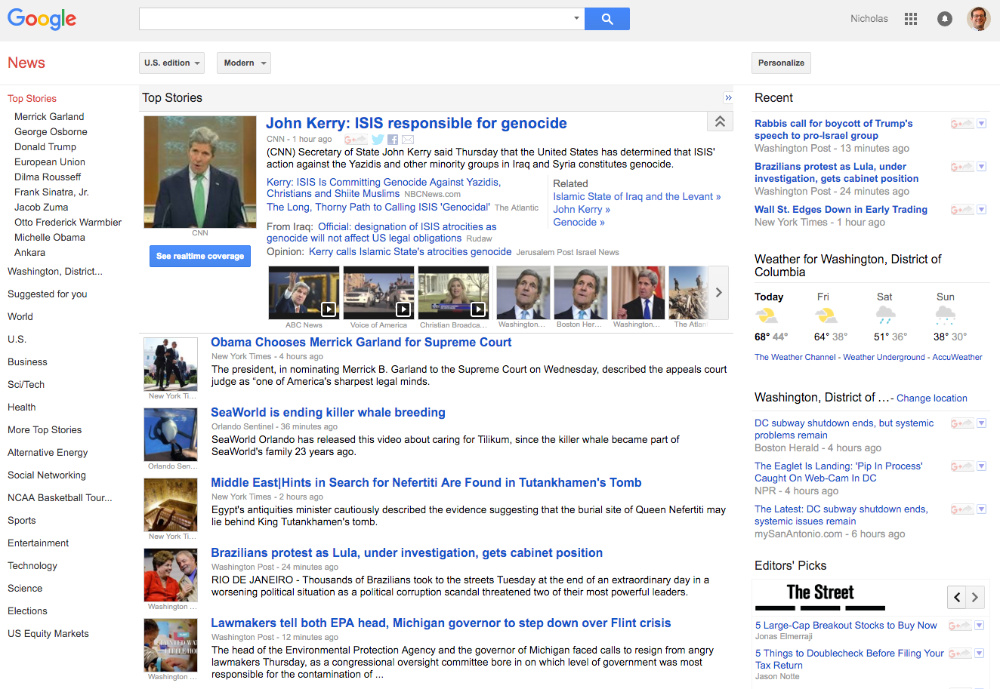 Google
Nicholas
News
U.S. edition
Modern
Personalize
Top Stories
Merrick Garland
George Osborne
Donald Trump
European Union
Dilma Rousseff
Frank Sinatra, Jr.
Jacob Zuma
Otto Frederick Warmbier
Michelle Obama
Ankara
Washington, District...
Suggested for you
World
U.S.
Business
Sci/Tech
Health
More Top Stories
Alternative Energy
Social Networking
NCAA Basketball Tour...
Sports
Entertainment
Technology
Science
Elections
US Equity Markets
Top Stories
»
John Kerry: ISIS responsible for genocide
CNN - 1 hour ago
(CNN) Secretary of State John Kerry said Thursday that the United States has determined that ISIS'
action against the Yazidis and other minority groups in Iraq and Syria constitutes genocide.
CNN
See realtime coverage
Kerry: ISIS Is Committing Genocide Against Yazidis,
Christians and Shiite Muslims NBCNews.com
The Long, Thorny Path to Calling ISIS 'Genocidal' The Atlantic
From Iraq: Official: designation of ISIS atrocities as
genocide will not affect US legal obligations Rudaw
Opinion: Kerry calls Islamic State's atrocities genocide Jerusalem Post Israel News
Related
Islamic State of Iraq and the Levant »
John Kerry »
Genocide »
ABC News
Voice of America
Christian Broadca...
Washington...
Boston Her...
Washington...
The Atlan
Obama Chooses Merrick Garland for Supreme Court
New York Times - 4 hours ago
The president, in nominating Merrick B. Garland to the Supreme Court on Wednesday, described the appeals court
judge as “one of America's sharpest legal minds.
New York Ti...
SeaWorld is ending killer whale breeding
Orlando Sentinel - 36 minutes ago
SeaWorld Orlando has released this video about caring for Tilikum, since the killer whale became part of
SeaWorld's family 23 years ago.
Orlando Sen...
Middle East|Hints in Search for Nefertiti Are Found in Tutankhamen's Tomb
New York Times - 2 hours ago
Egypt's antiquities minister cautiously described the evidence suggesting that the burial site of Queen Nefertiti may
lie behind King Tutankhamen's tomb.
New York Ti...
Brazilians protest as Lula, under investigation, gets cabinet position
Washington Post - 24 minutes ago
RIO DE JANEIRO - Thousands of Brazilians took to the streets Tuesday at the end of an extraordinary day in a
worsening political situation as a political corruption scandal threatened two of their most powerful leaders.
Washington ...
Lawmakers tell both EPA head, Michigan governor to step down over Flint crisis
Washington Post - 12 minutes ago
The head of the Environmental Protection Agency and the governor of Michigan faced calls to resign from angry
lawmakers Thursday, as a congressional oversight committee bore in on which level of government was most
responsible for the contamination of ...
Washington ...
Recent
Rabbis call for boycott of Trump's
speech to pro-Israel group
Washington Post - 13 minutes ago
Brazilians protest as Lula, under
investigation, gets cabinet position
Washington Post - 24 minutes ago
Wall St. Edges Down in Early Trading
New York Times - 1 hour ago
Weather for Washington, District of
Columbia
Today Fri Sat Sun
68° 44° 64° 38° 51° 36° 38° 30°
The Weather Channel - Weather Underground - AccuWeather
Washington, District of ...- Change location
DC subway shutdown ends, but systemic
problems remain
Boston Herald - 4 hours ago
The Eaglet Is Landing: 'Pip In Process'
Caught On Web-Cam In DC
NPR - 4 hours ago
The Latest: DC subway shutdown ends,
systemic issues remain
mySanAntonio.com - 6 hours ago
Editors' Picks
The Street
5 Large-Cap Breakout Stocks to Buy Now
Jonas Elmerraji
5 Things to Doublecheck Before Filing Your
Tax Return
Jason Notte